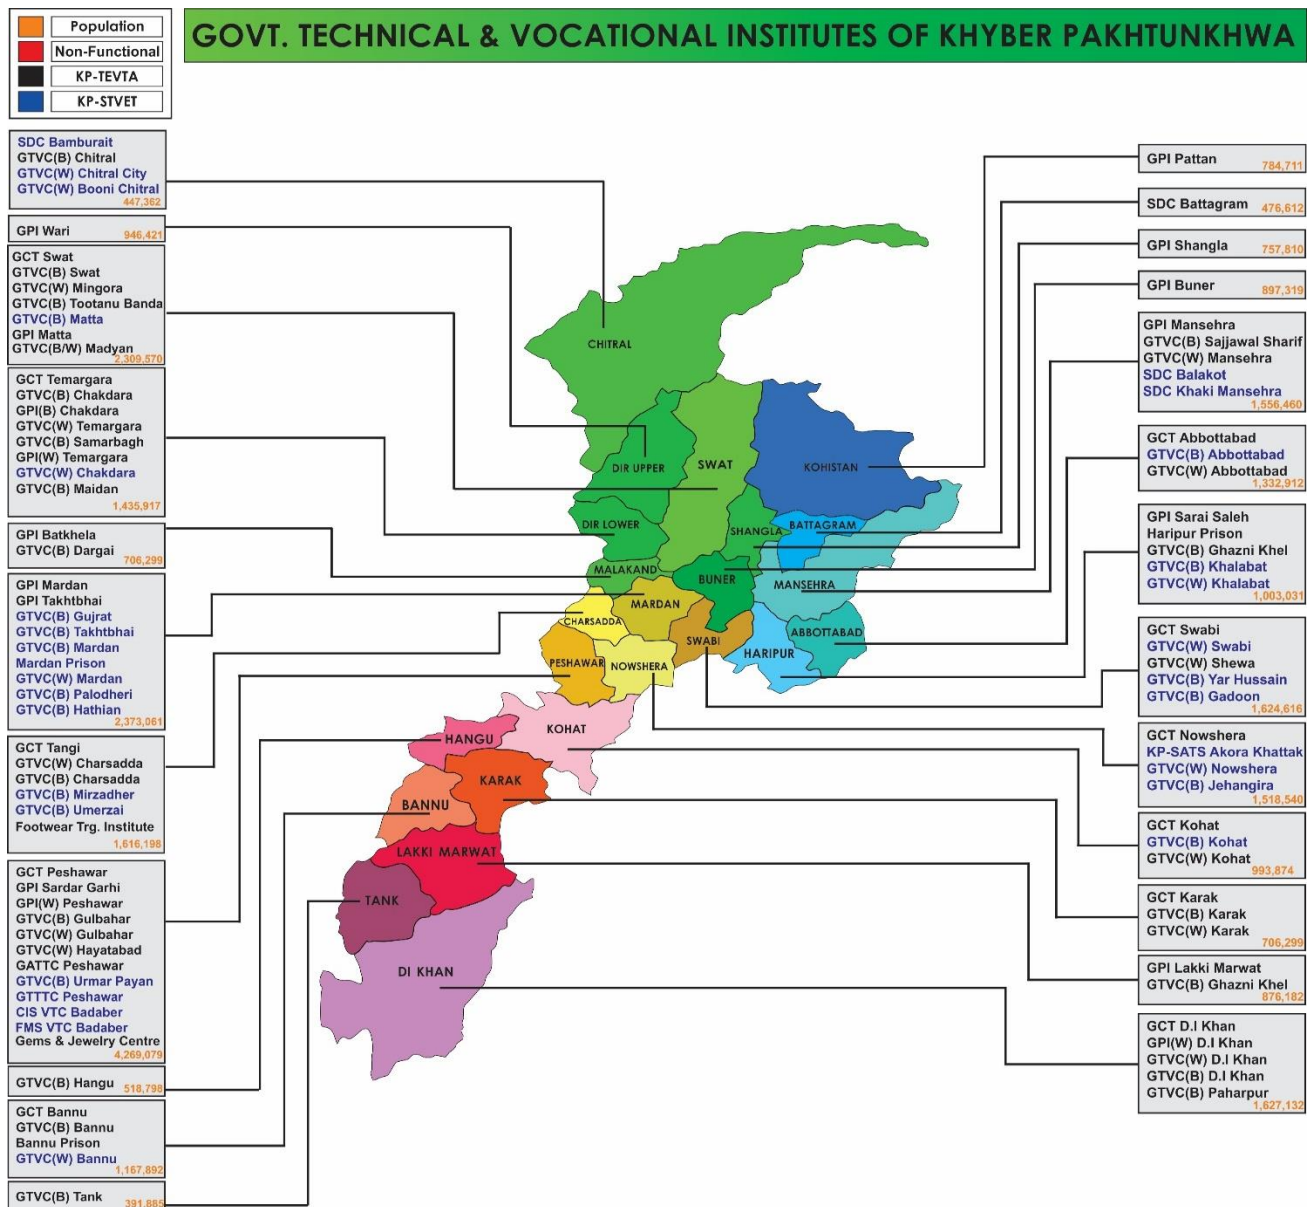 GOVT. TECHNICAL & VOCATIONAL INSTITUTES OF KHYBER PAKHTUNKHWA
Population
Non-Functional
KP-TEVTA
KP-STVET
SDC Bamburait
GTVC(B) Chitral
GTVC(W) Chitral City
GTVC(W) Booni Chitral
447,362
GPI Wari 946,421
GCT Swat
GTVC(B) Swat
GTVC(W) Mingora
GTVC(B) Tootanu Banda
GTVC(B) Matta
GPI Matta
GTVC(B/W) Madyan
2,309,570
GCT Temargara
GTVC(B) Chakdara
GPI(B) Chakdara
GTVC(W) Temargara
GTVC(B) Samarbagh
GPI(W) Temargara
GTVC(W) Chakdara
GTVC(B) Maidan
1,435,917
GPI Batkhela
GTVC(B) Dargai
706,299
GPI Mardan
GPI Takhtbhai
GTVC(B) Gujrat
GTVC(B) Takhtbhai
GTVC(B) Mardan
Mardan Prison
GTVC(W) Mardan
GTVC(B) Palodheri
GTVC(B) Hathian
2,373,061
GCT Tangi
GTVC(W) Charsadda
GTVC(B) Charsadda
GTVC(B) Mirzadher
GTVC(B) Umerzai
Footwear Trg. Institute
1,616,198
GCT Peshawar
GPI Sardar Garhi
GPI(W) Peshawar
GTVC(B) Gulbahar
GTVC(W) Gulbahar
GTVC(W) Hayatabad
GATTC Peshawar
GTVC(B) Urmar Payan
GTTTC Peshawar
CIS VTC Badaber
FMS VTC Badaber
Gems & Jewelry Centre
4,269,079
GTVC(B) Hangu 518,798
GCT Bannu
GTVC(B) Bannu
Bannu Prison
GTVC(W) Bannu
1,167,892
GTVC(B) Tank 391,885
CHITRAL
DIR UPPER
SWAT
KOHISTAN
DIR LOWER
SHANGLA
BATTAGRAM
MALAKAND
BUNER
MANSEHRA
MARDAN
CHARSADDA
SWABI
ABBOTTABAD
HARIPUR
PESHAWAR
NOWSHERA
KOHAT
HANGU
KARAK
BANNU
LAKKI MARWAT
TANK
DI KHAN
GPI Pattan 784,711
SDC Battagram 476,612
GPI Shangla 757,810
GPI Buner 897,319
GPI Mansehra
GTVC(B) Sajjawal Sharif
GTVC(W) Mansehra
SDC Balakot
SDC Khaki Mansehra
1,556,460
GCT Abbottabad
GTVC(B) Abbottabad
GTVC(W) Abbottabad
1,332,912
GPI Sarai Saleh
Haripur Prison
GTVC(B) Ghazni Khel
GTVC(B) Khalabat
GTVC(W) Khalabat
1,003,031
GCT Swabi
GTVC(W) Swabi
GTVC(W) Shewa
GTVC(B) Yar Hussain
GTVC(B) Gadoon
1,624,616
GCT Nowshera
KP-SATS Akora Khattak
GTVC(W) Nowshera
GTVC(B) Jehangira
1,518,540
GCT Kohat
GTVC(B) Kohat
GTVC(W) Kohat
993,874
GCT Karak
GTVC(B) Karak
GTVC(W) Karak
706,299
GPI Lakki Marwat
GTVC(B) Ghazni Khel
876,182
GCT D.I Khan
GPI(W) D.I Khan
GTVC(W) D.I Khan
GTVC(B) D.I Khan
GTVC(B) Paharpur
1,627,132